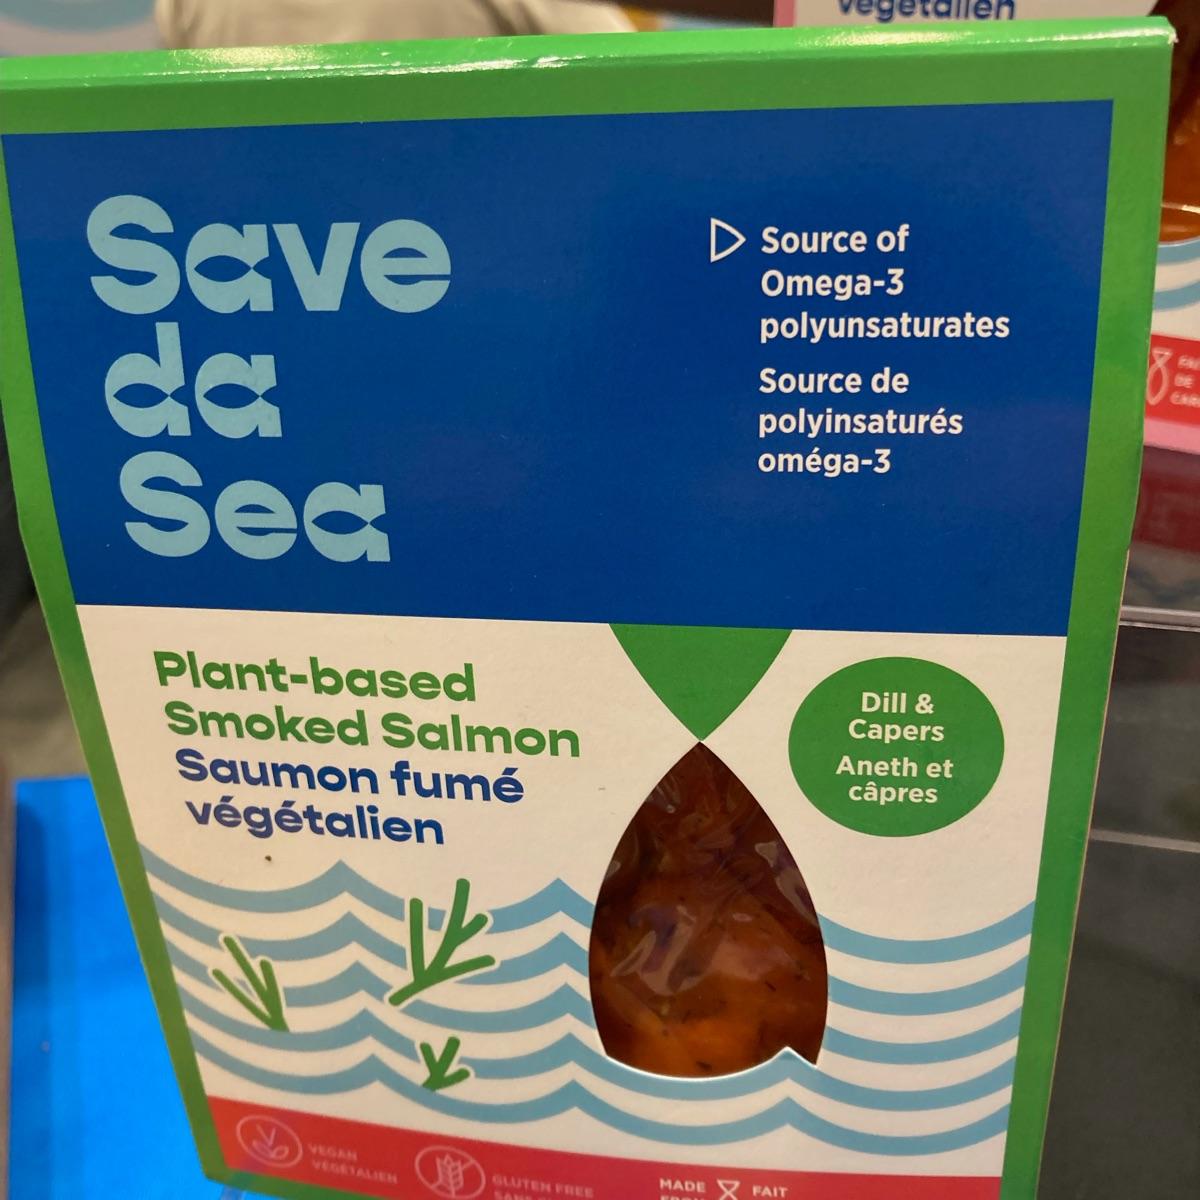 végétalien
Save
da
Sea
Source of
Omega-3
polyunsaturates
Source de
polyinsaturés
oméga-3
Plant-based
Smoked Salmon
Saumon fumé
végétalien
Dill &
Capers
Aneth et
câpres
VEGAN
VÉGÉTALIEN
GLUTEN FREE
MADE FAIT